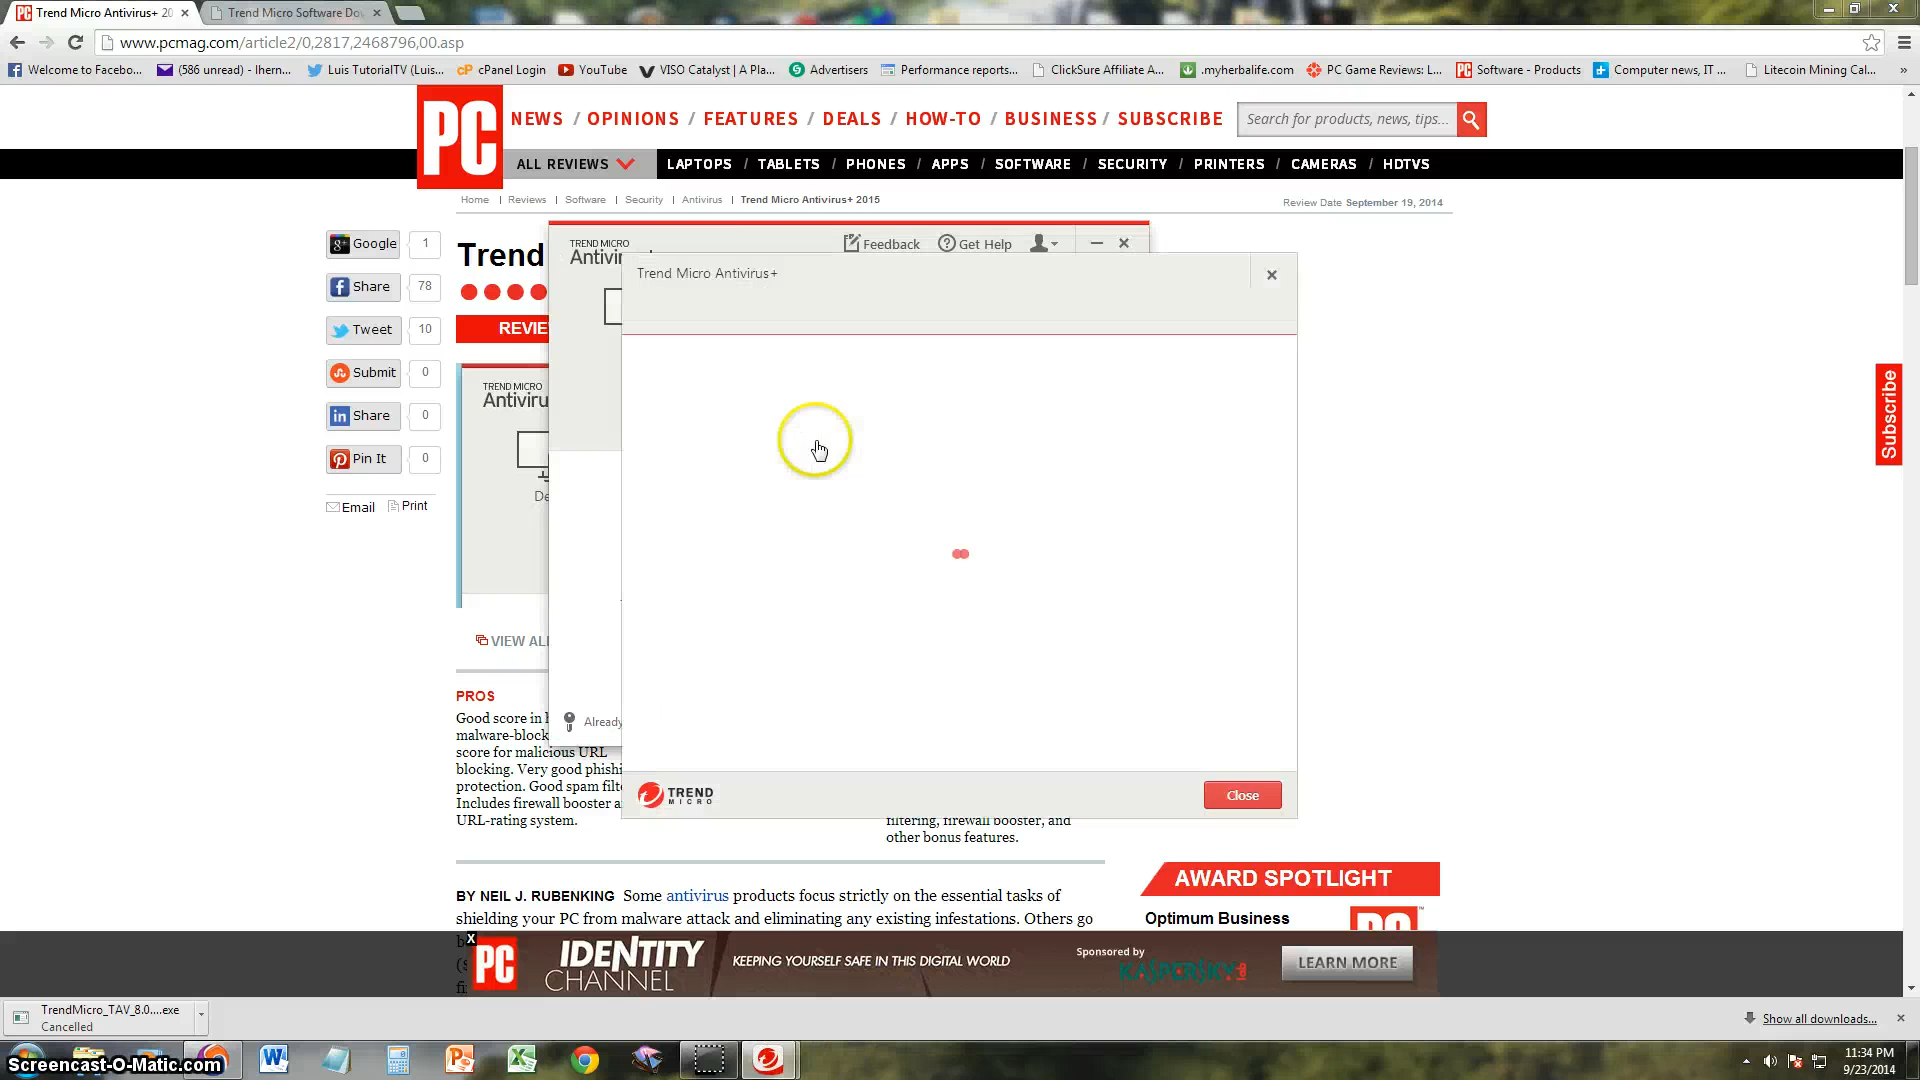 Trend Micro Antivirus+ 20
Trend Micro Software Do
www.pcmag.com/article2/0,2817,2468796,00.asp
Welcome to Facebo...
(586 unread) - lhern...
Luis TutorialTV (Luis...
cPanel Login
YouTube
VISO Catalyst | A Pla...
Advertisers
Performance reports...
ClickSure Affiliate A...
.myherbalife.com
PC Game Reviews: L...
Software - Products
Computer news, IT ...
Litecoin Mining Cal...
»
PC
NEWS / OPINIONS / FEATURES / DEALS / HOW-TO / BUSINESS / SUBSCRIBE
Search for products, news, tips...
ALL REVIEWS
LAPTOPS / TABLETS / PHONES / APPS / SOFTWARE / SECURITY / PRINTERS / CAMERAS / HDTVS
Home | Reviews | Software | Security | Antivirus | Trend Micro Antivirus+ 2015
Review Date September 19, 2014
Google 1
Share 78
Tweet 10
Submit 0
Share 0
Pin It 0
Email
Print
Trend
REVIE
TREND MICRO
Antiviru
De
VIEW ALL
TREND MICRO
Feedback
Get Help
Trend Micro Antivirus+
Already
TREND
MICRO
Close
PROS
Good score in h
malware-block
score for malicious URL
blocking. Very good phishi
protection. Good spam filte
Includes firewall booster a
URL-rating system.
filtering, firewall booster, and
other bonus features.
BY NEIL J. RUBENKING Some antivirus products focus strictly on the essential tasks of
shielding your PC from malware attack and eliminating any existing infestations. Others go
AWARD SPOTLIGHT
Optimum Business
Subscribe
X
PC
IDENTITY
CHANNEL
KEEPING YOURSELF SAFE IN THIS DIGITAL WORLD
Sponsored by
KASPERSKY lab
LEARN MORE
TrendMicro_TAV_8.0....exe
Cancelled
Show all downloads...
Screencast-O-Matic.com
11:34 PM
9/23/2014